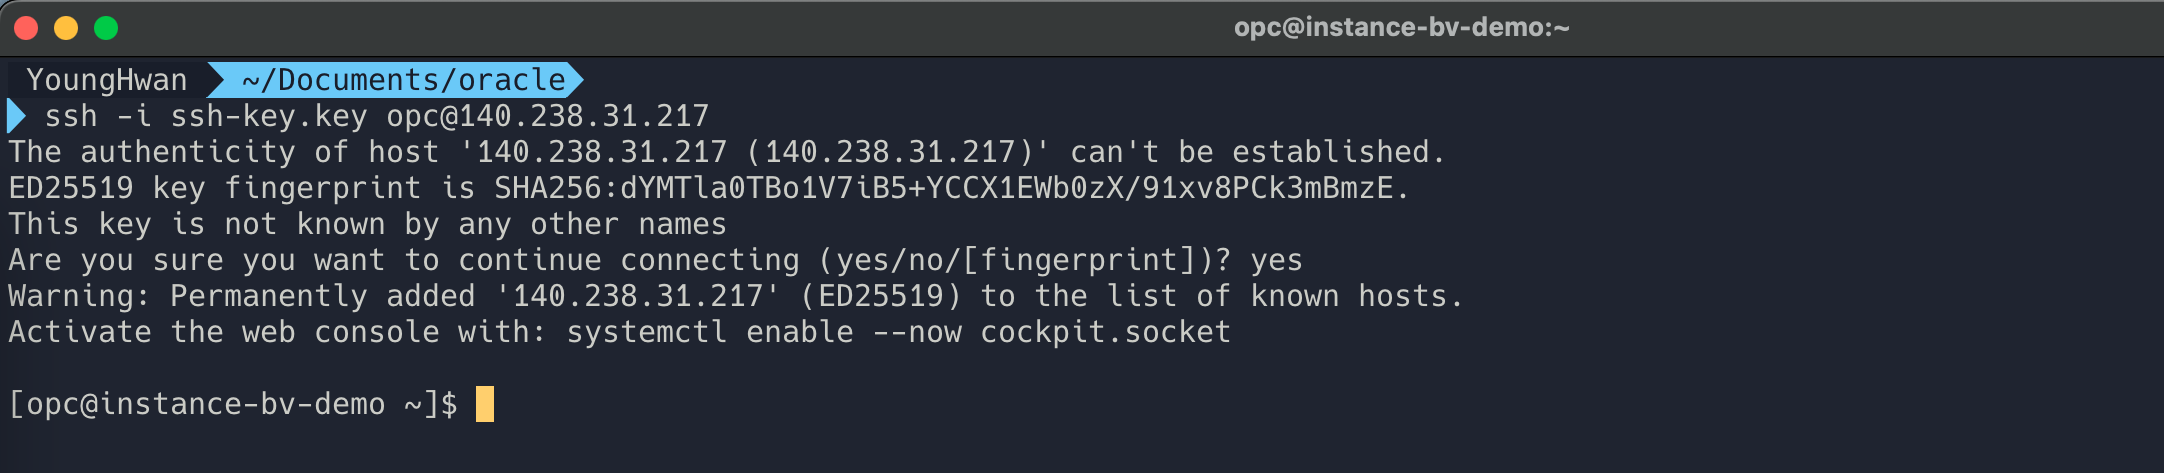 opc@instance-bv-demo:~
YoungHwan ~/Documents/oracle
ssh -i ssh-key.key opc@140.238.31.217
The authenticity of host '140.238.31.217 (140.238.31.217)' can't be established.
ED25519 key fingerprint is SHA256:dYMTla0TBo1V7iB5+YCCX1EWb0zX/91xv8PCk3mBmzE.
This key is not known by any other names
Are you sure you want to continue connecting (yes/no/[fingerprint])? yes
Warning: Permanently added '140.238.31.217' (ED25519) to the list of known hosts.
Activate the web console with: systemctl enable --now cockpit.socket
[opc@instance-bv-demo ~]$